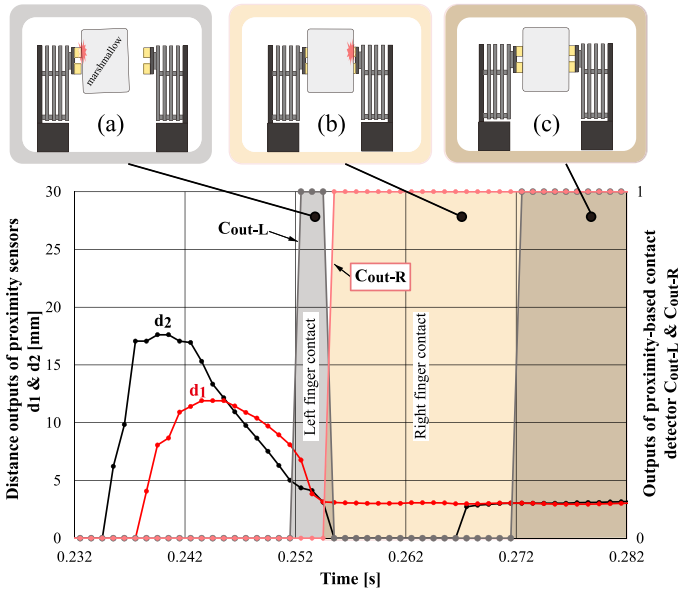 marshmallow
(a)
(b)
(c)
30
25
20
15
10
5
0
1
0
Cout-L
Cout-R
d2
d1
Left finger contact
Right finger contact
Distance outputs of proximity sensors
d1 & d2 [mm]
Outputs of proximity-based contact
detector Cout-L & Cout-R
0.232
0.242
0.252
0.262
0.272
0.282
Time [s]